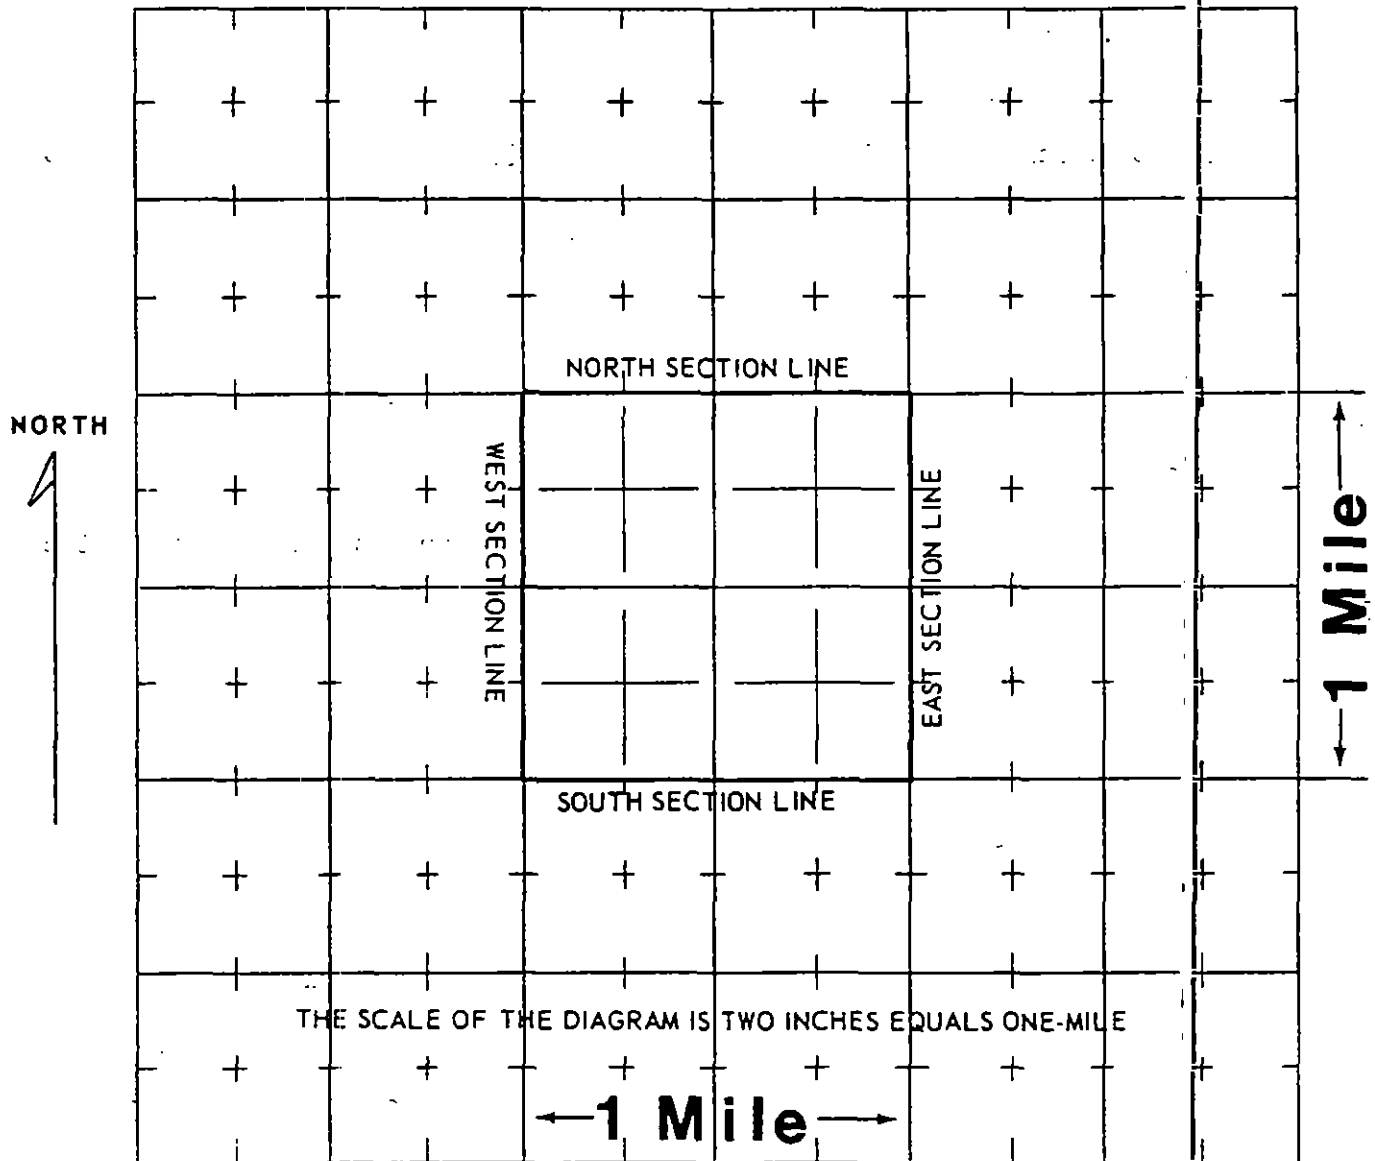 NORTH SECTION LINE
NORTH
WEST SECTION LINE
EAST SECTION LINE
1 Mile
SOUTH SECTION LINE
THE SCALE OF THE DIAGRAM IS TWO INCHES EQUALS ONE-MILE
1 Mile